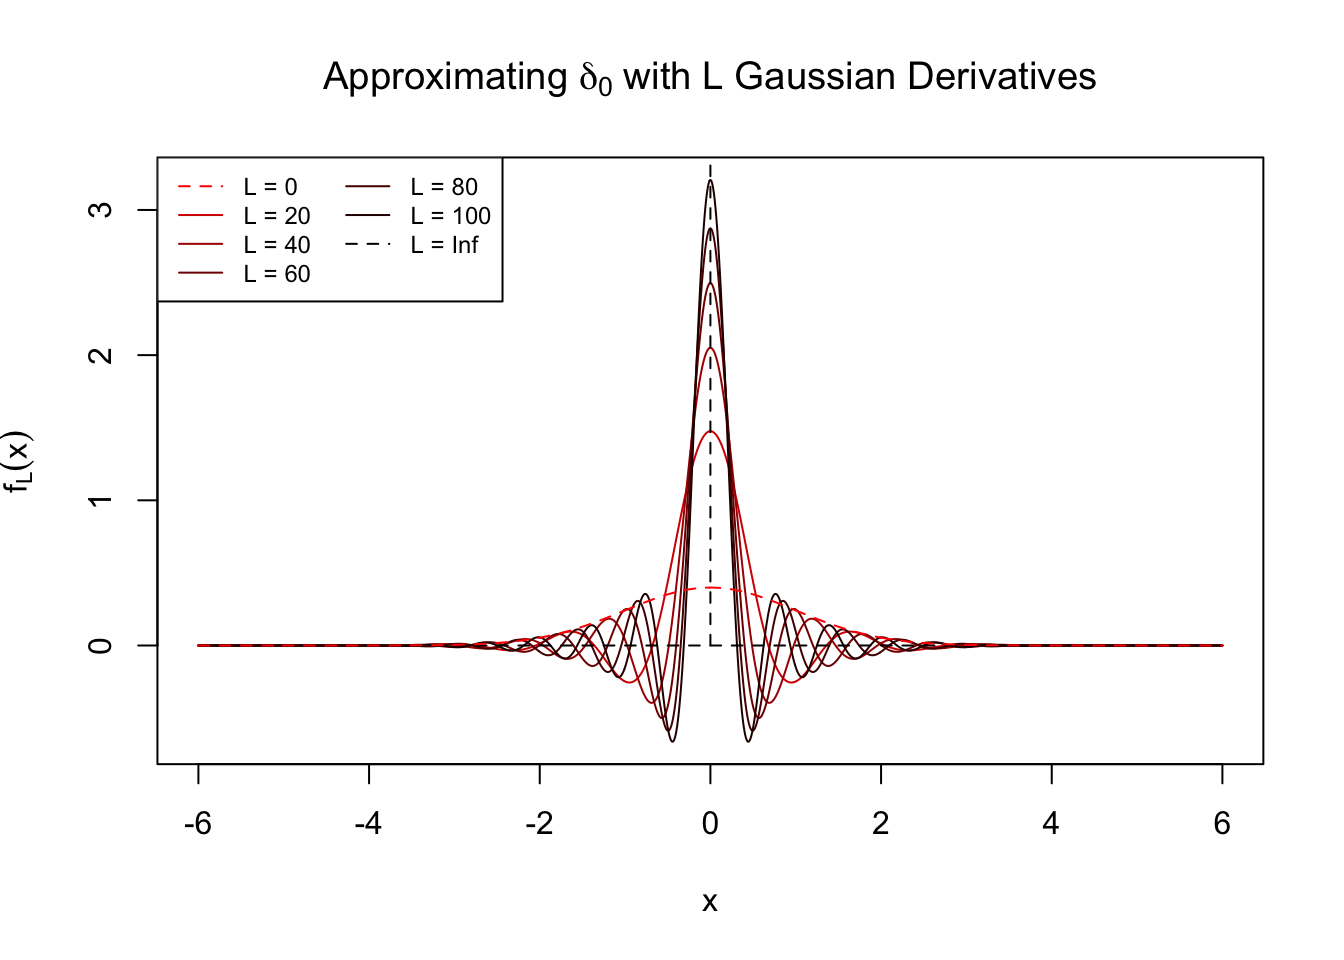 Approximating δ0 with L Gaussian Derivatives
L = 0
L = 20
L = 40
L = 60
L = 80
L = 100
L = Inf
fL(x)
3
2
1
0
-6 -4 -2 0 2 4 6
x